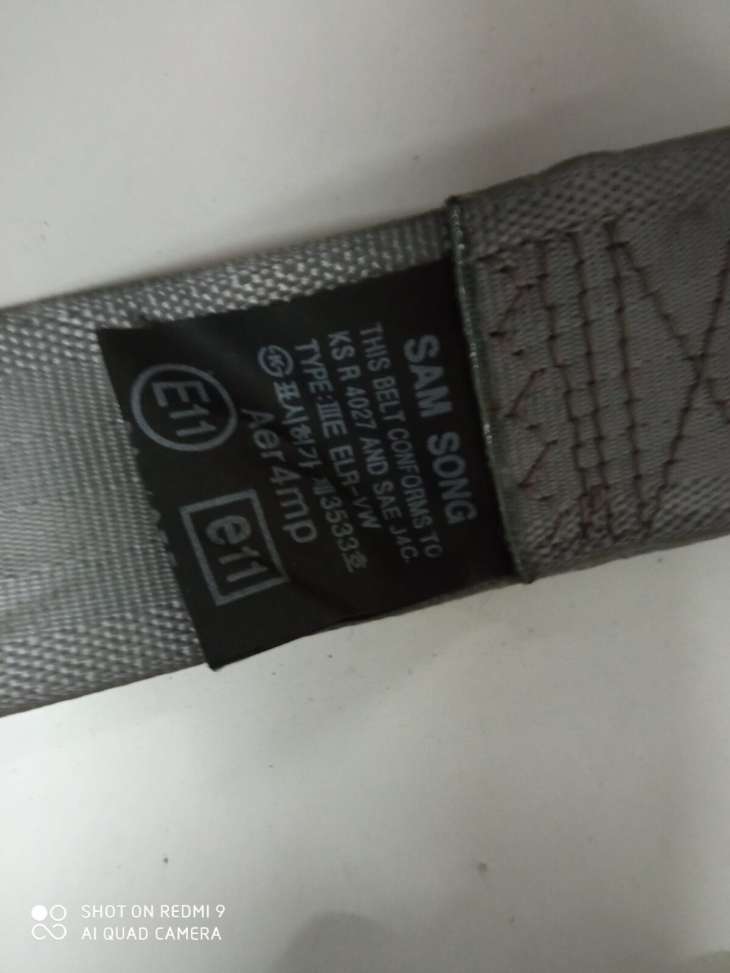 SAM SONG
THIS BELT CONFORMS TO
KS R 4027 AND SAE J4C.
TYPE:ⅢE ELR-VW
표시허가 제3533호
Aer4mp
E11
e11
SHOT ON REDMI 9
AI QUAD CAMERA